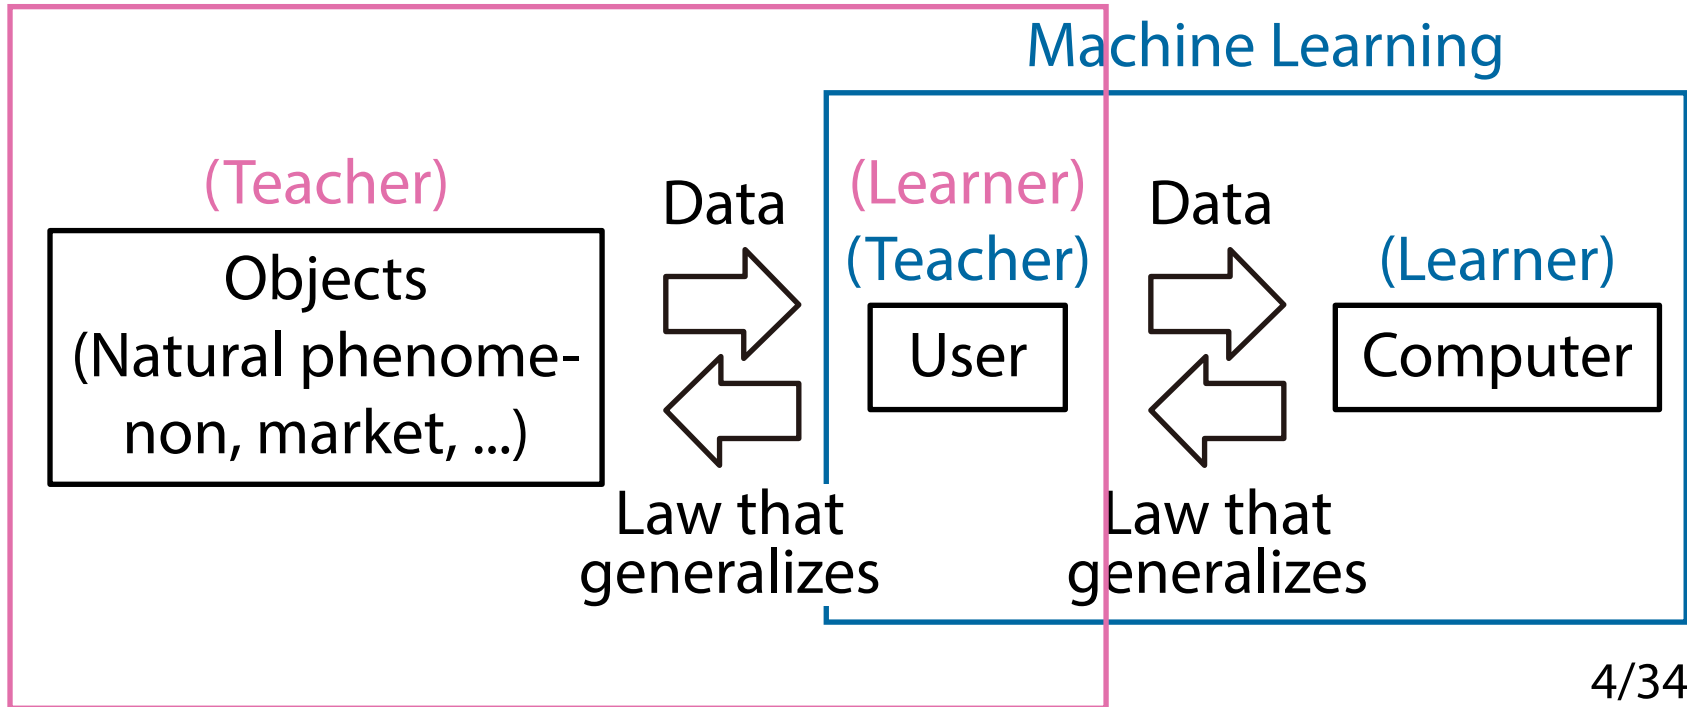 Machine Learning
(Teacher)
Objects
(Natural phenome-
non, market, ...)
Data
Law that
generalizes
(Learner)
(Teacher)
User
Data
Law that
generalizes
(Learner)
Computer
4/34